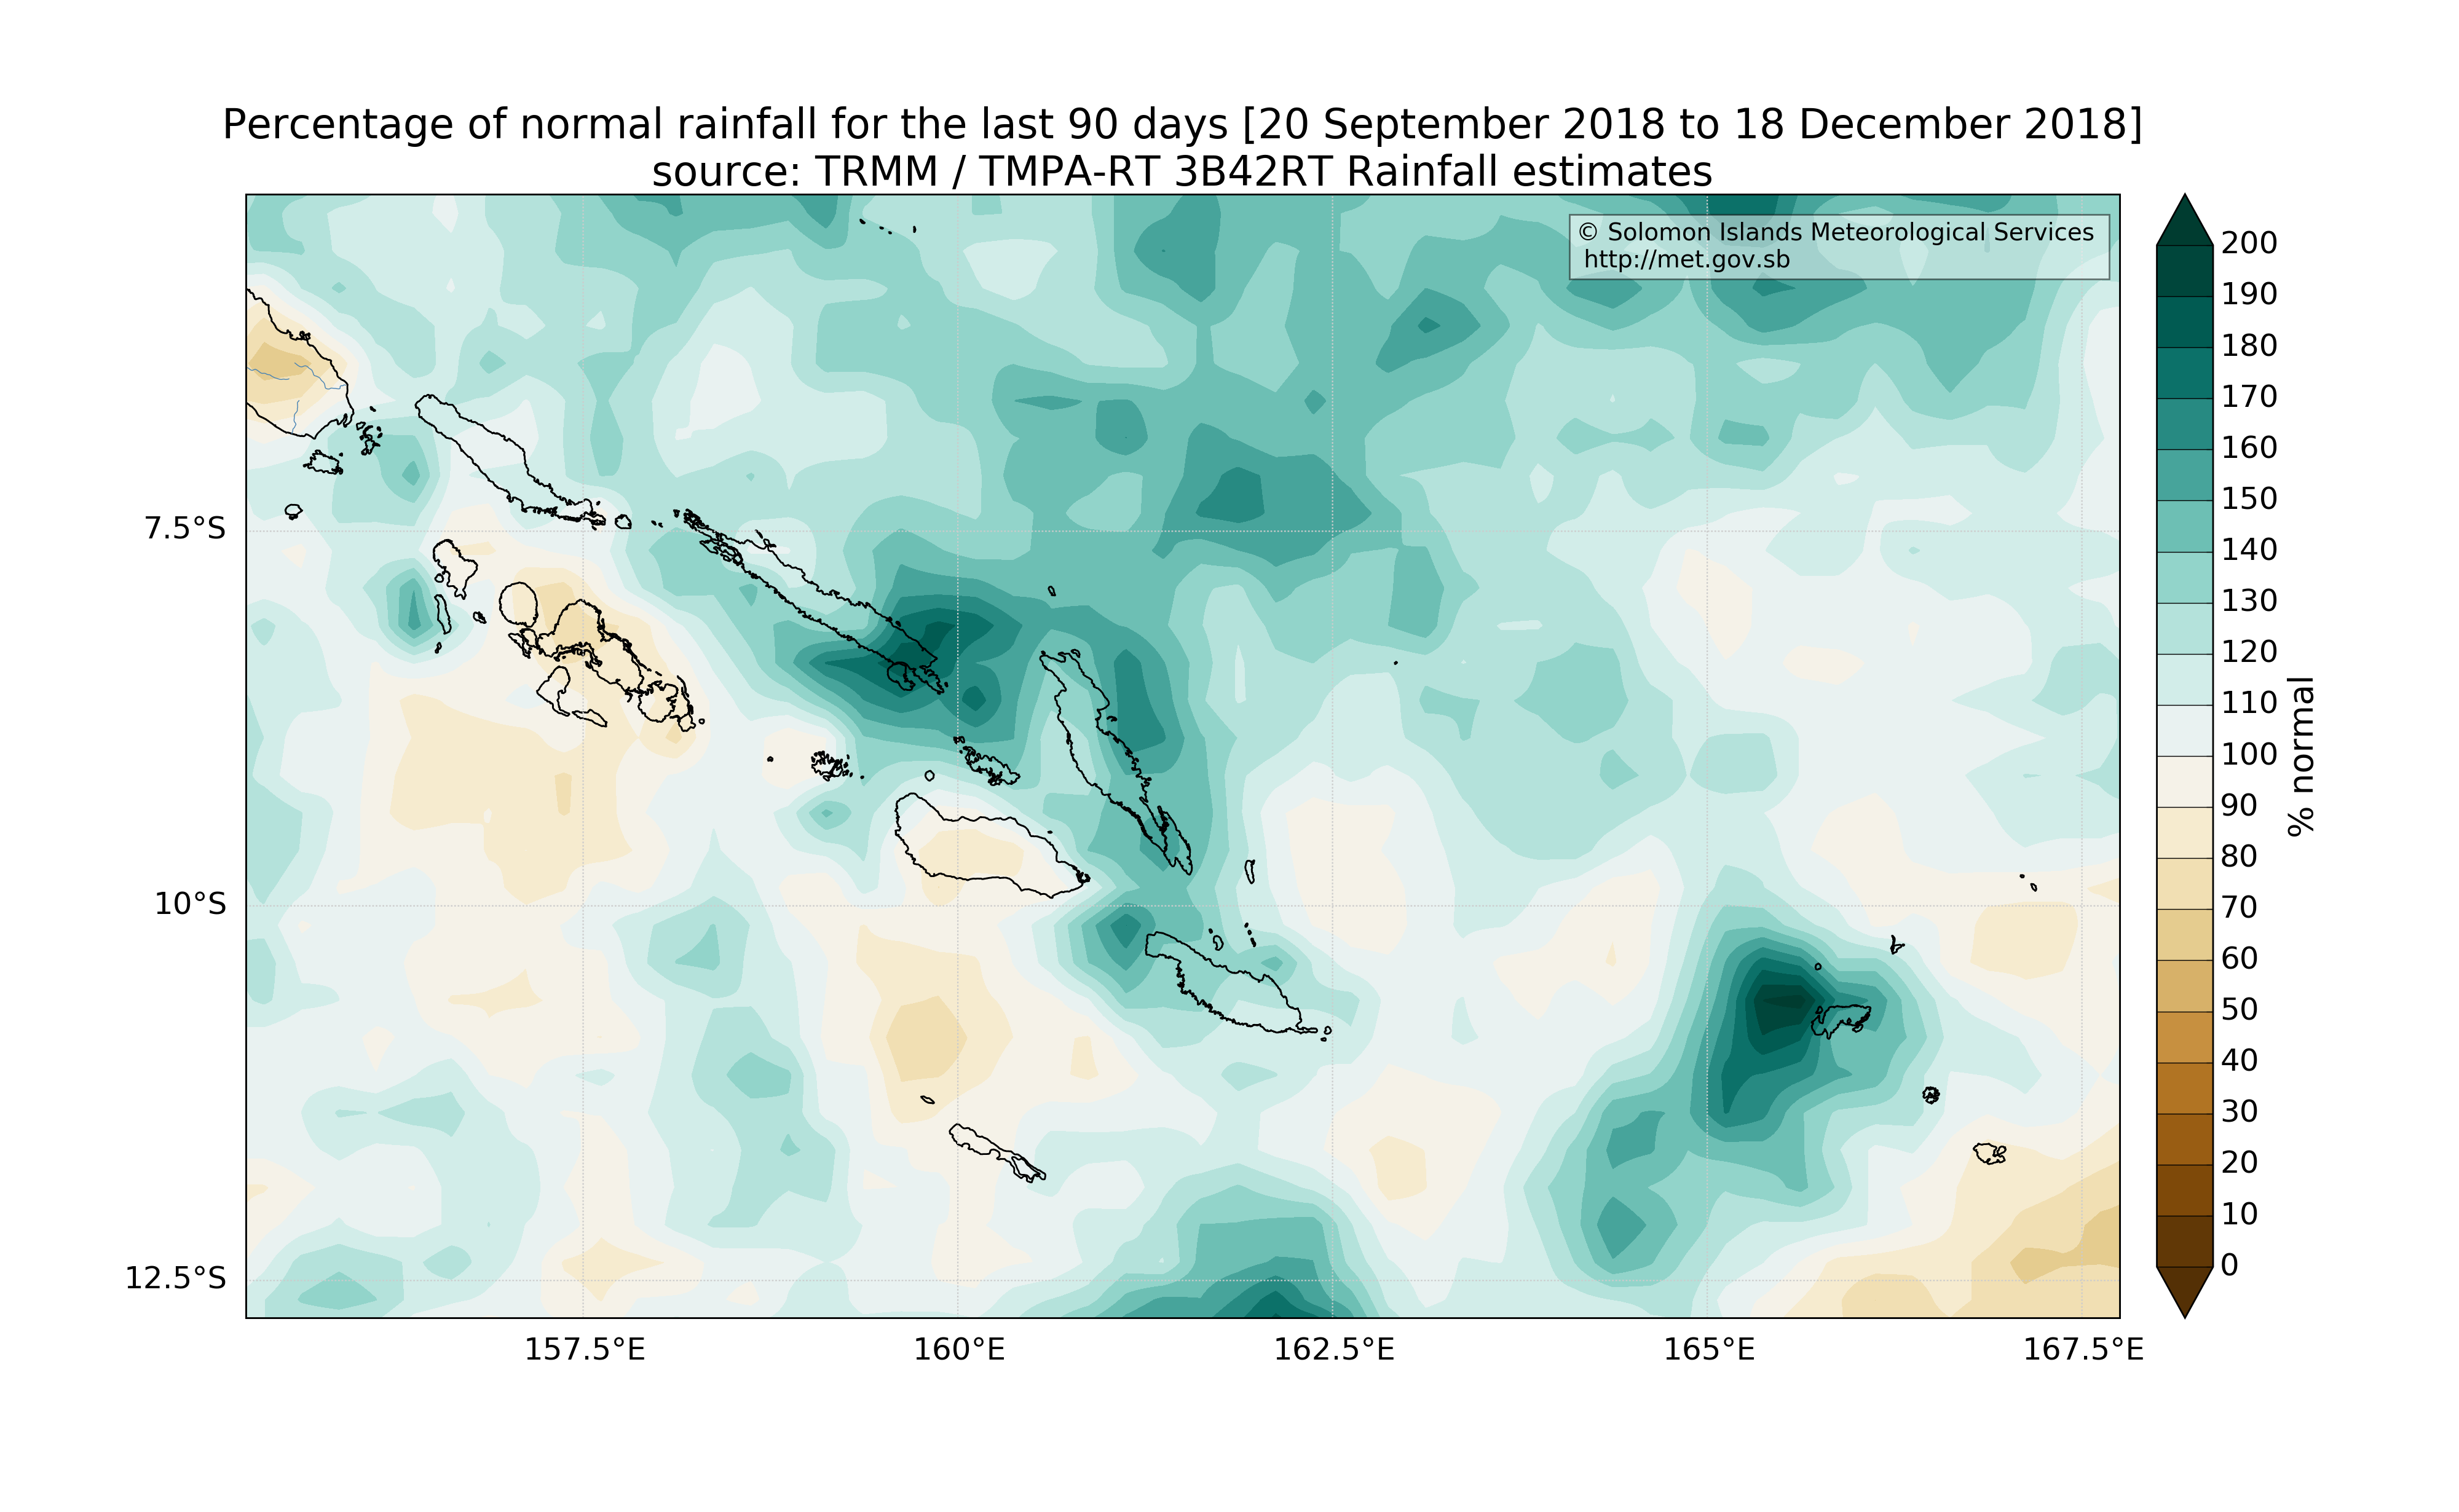 Percentage of normal rainfall for the last 90 days [20 September 2018 to 18 December 2018]
source: TRMM / TMPA-RT 3B42RT Rainfall estimates
© Solomon Islands Meteorological Services
http://met.gov.sb
7.5°S
10°S
12.5°S
157.5°E
160°E
162.5°E
165°E
167.5°E
200
190
180
170
160
150
140
130
120
110
100
90
80
70
60
50
40
30
20
10
0
% normal